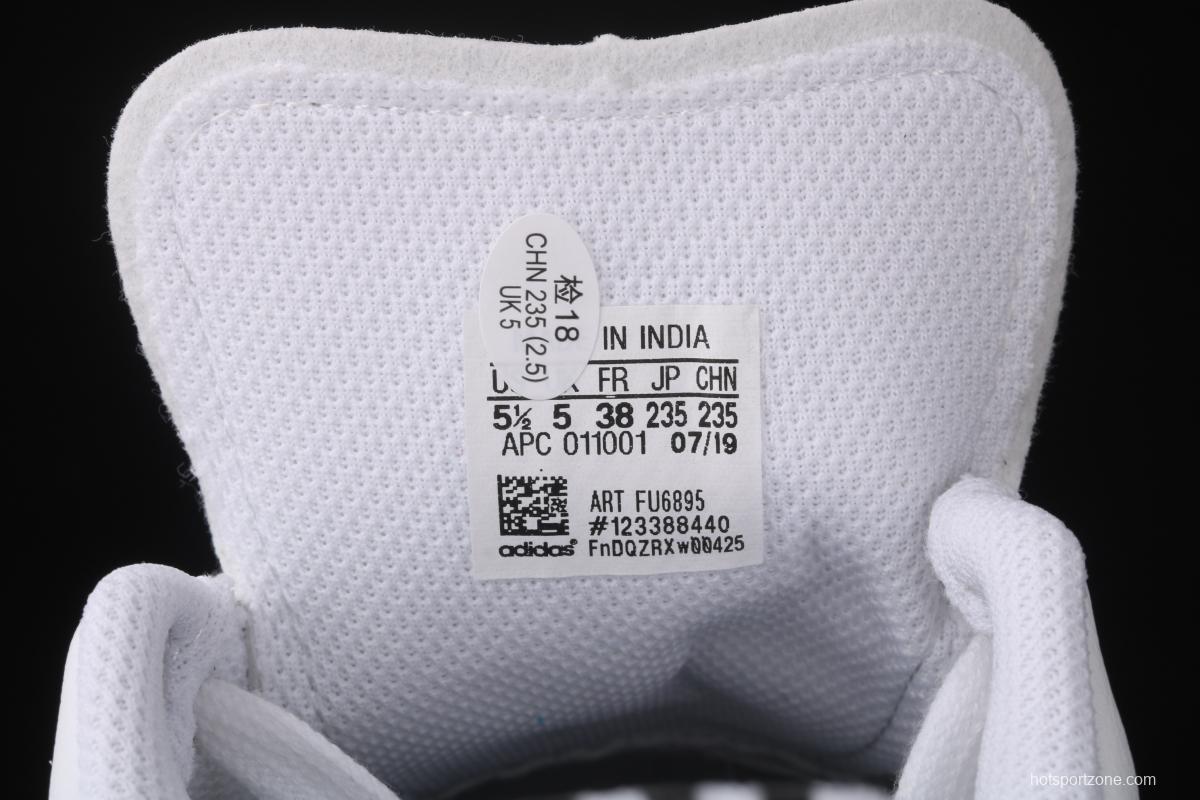 检18
CHN 235 (2.5)
UK 5
IN INDIA
FR JP CHN
5½ 5 38 235 235
APC 011001 07/19
ART FU6895
#123388440
adidas® FnDQZRXw00425
hotsportzone.com